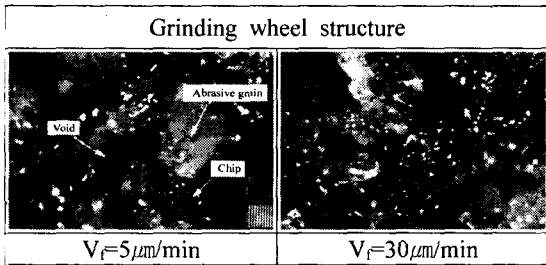 Grinding wheel structure
Abrasive grain
Void
Chip
V_f=5㎛/min
V_f=30㎛/min